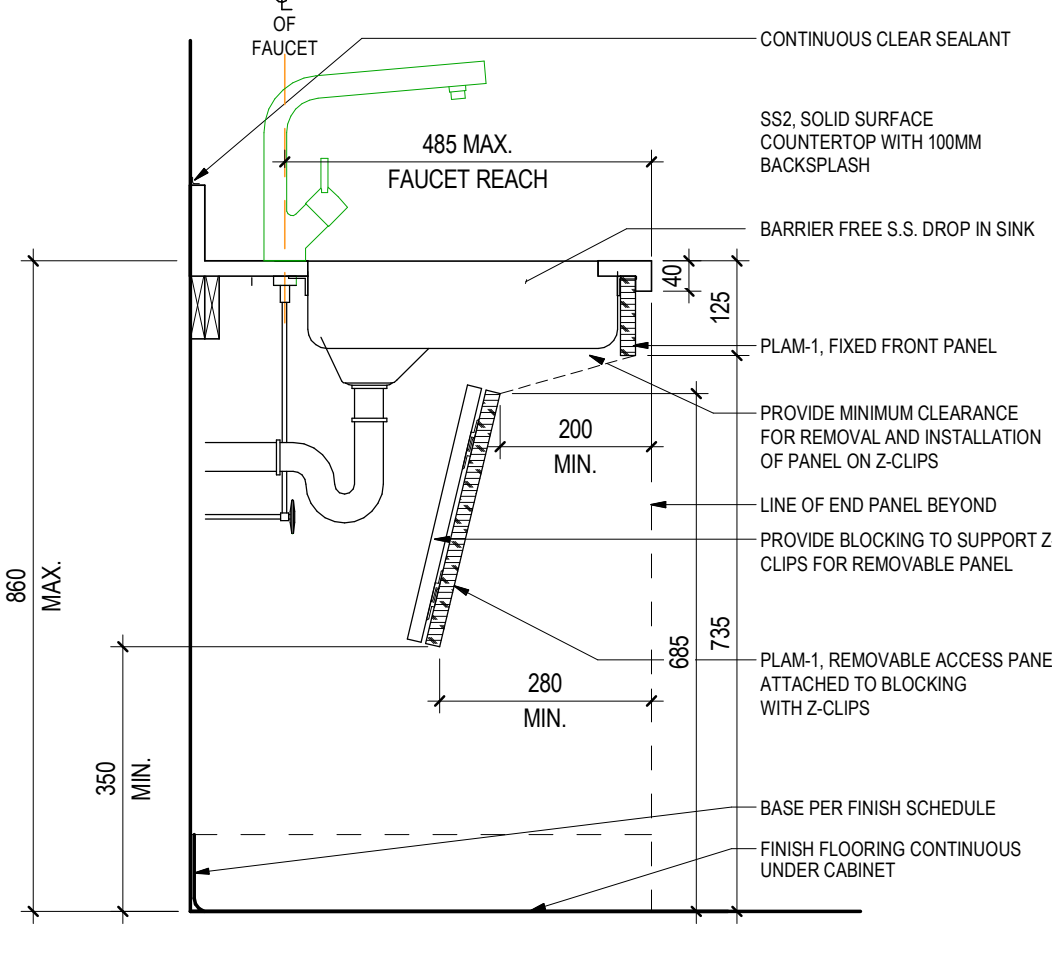 ℄
OF
FAUCET
CONTINUOUS CLEAR SEALANT
SS2, SOLID SURFACE
COUNTERTOP WITH 100MM
BACKSPLASH
485 MAX.
FAUCET REACH
BARRIER FREE S.S. DROP IN SINK
40
125
PLAM-1, FIXED FRONT PANEL
PROVIDE MINIMUM CLEARANCE
FOR REMOVAL AND INSTALLATION
OF PANEL ON Z-CLIPS
200
MIN.
LINE OF END PANEL BEYOND
PROVIDE BLOCKING TO SUPPORT Z-
CLIPS FOR REMOVABLE PANEL
860
MAX.
685
735
PLAM-1, REMOVABLE ACCESS PANE
ATTACHED TO BLOCKING
WITH Z-CLIPS
280
MIN.
350
MIN.
BASE PER FINISH SCHEDULE
FINISH FLOORING CONTINUOUS
UNDER CABINET